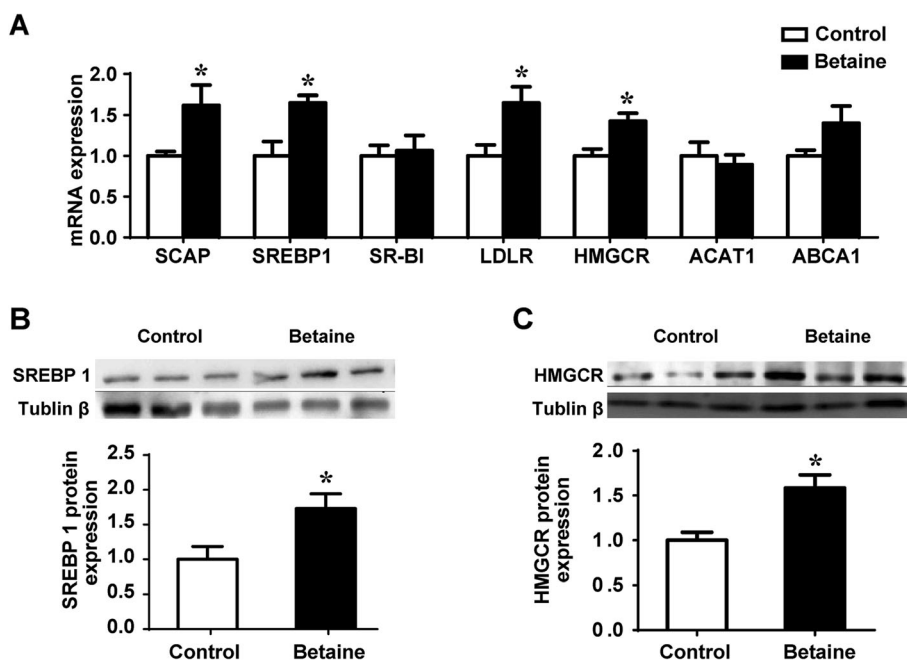 A
Control
Betaine
mRNA expression
2.0
1.5
1.0
0.5
0.0
* * * *
SCAP SREBP1 SR-BI LDLR HMGCR ACAT1 ABCA1
B
Control Betaine
SREBP 1
Tublin β
SREBP 1 protein
expression
2.5
2.0
1.5
1.0
0.5
0.0
*
Control Betaine
C
Control Betaine
HMGCR
Tublin β
HMGCR protein
expression
2.0
1.5
1.0
0.5
0.0
*
Control Betaine